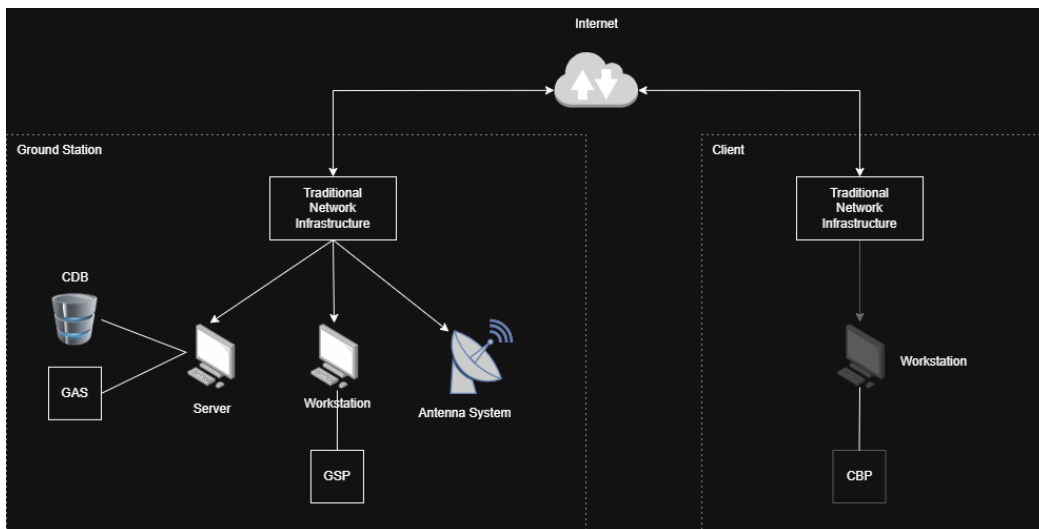 Internet
Ground Station
Client
Traditional
Network
Infrastructure
Traditional
Network
Infrastructure
CDB
GAS
Server
Workstation
Antenna System
GSP
Workstation
CBP